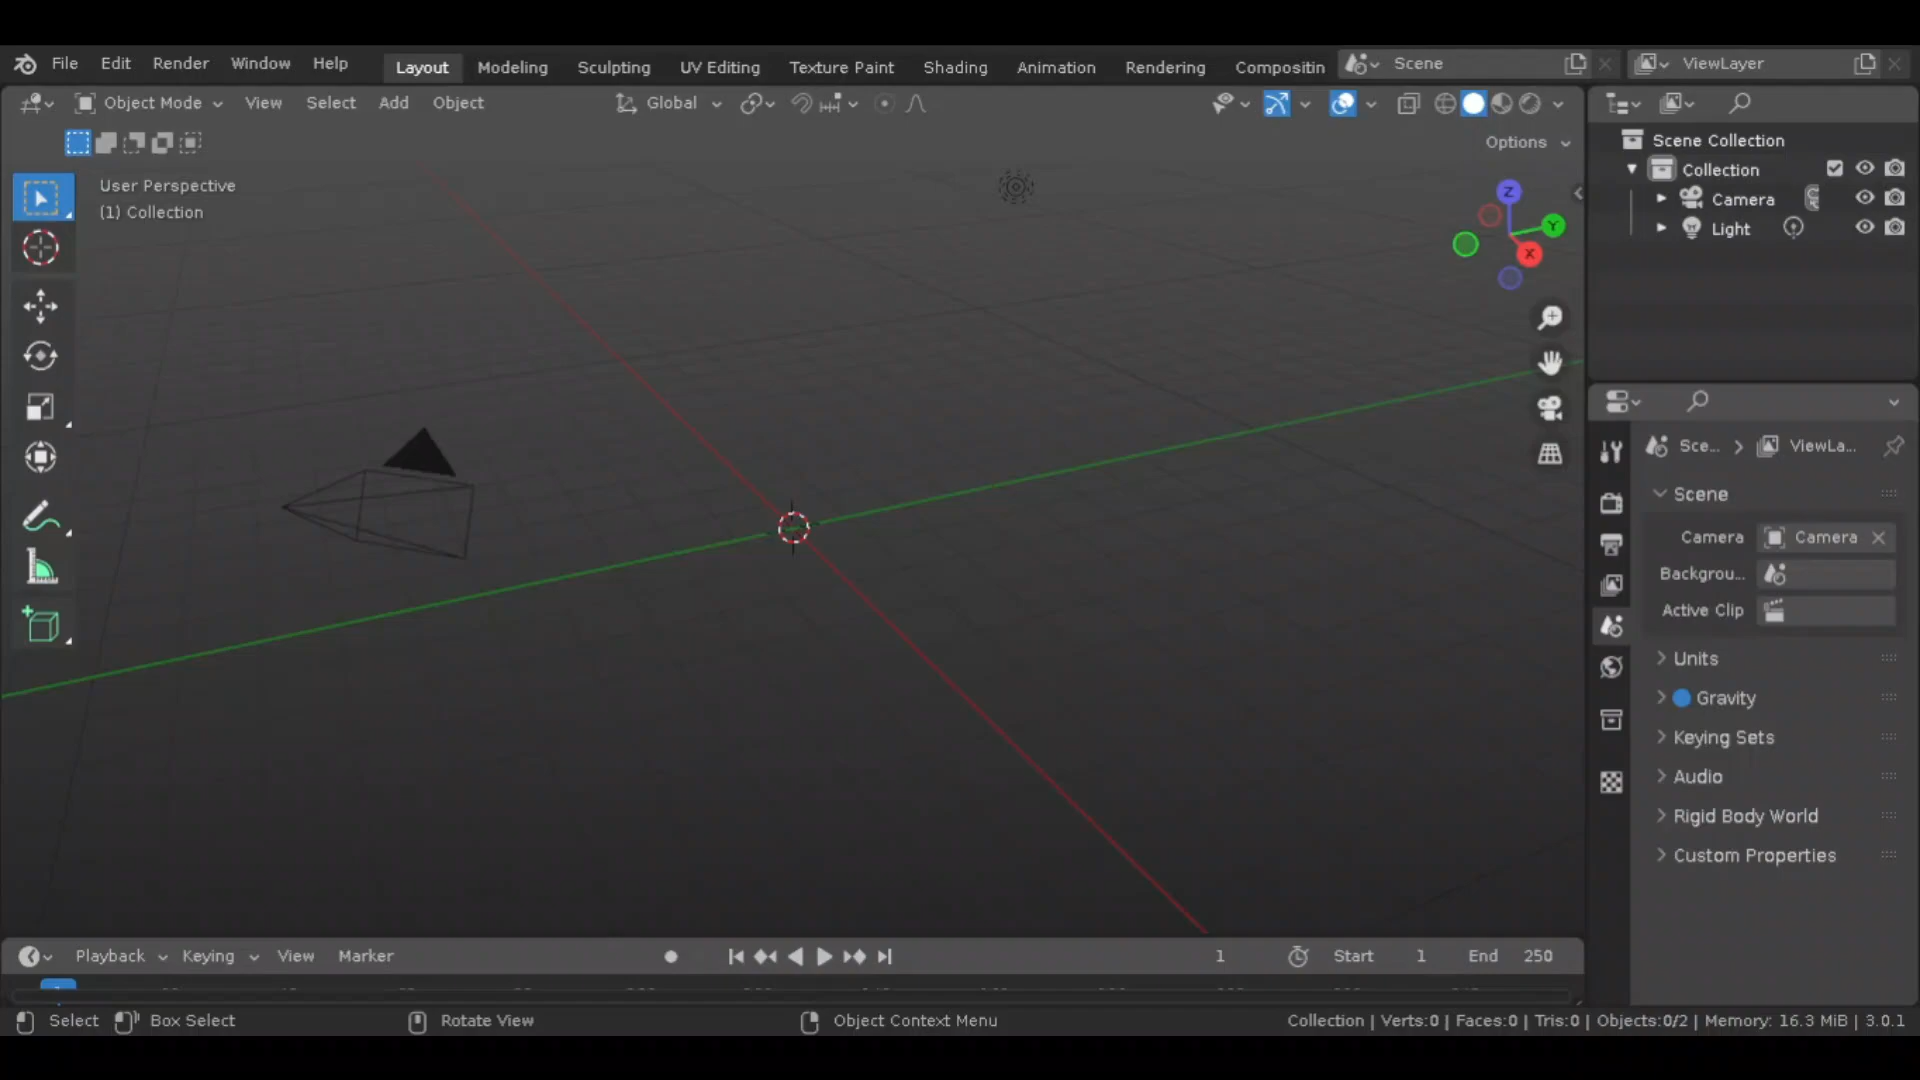 File Edit Render Window Help Layout Modeling Sculpting UV Editing Texture Paint Shading Animation Rendering Compositin Scene ViewLayer
Object Mode View Select Add Object Global
Options
User Perspective
(1) Collection
Z
Y
X
Scene Collection
Collection
Camera
Light
Sce... ViewLa...
Scene
Camera Camera
Backgrou...
Active Clip
Units
Gravity
Keying Sets
Audio
Rigid Body World
Custom Properties
Playback Keying View Marker 1 Start 1 End 250
Select Box Select Rotate View Object Context Menu Collection | Verts:0 | Faces:0 | Tris:0 | Objects:0/2 | Memory: 16.3 MiB | 3.0.1